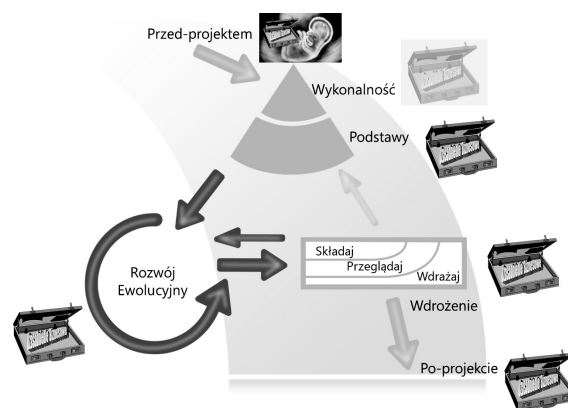 Przed-projektem
Wykonalność
Podstawy
Składaj
Przeglądaj
Wdrażaj
Rozwój
Ewolucyjny
Wdrożenie
Po-projekcie